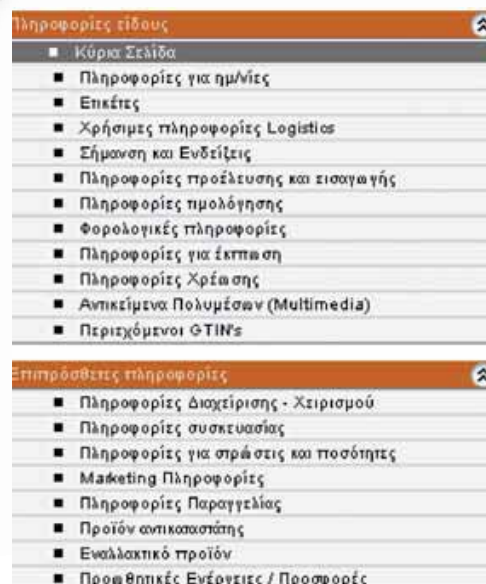 Πληροφορίες είδους
Κύρια Σελίδα
Πληροφορίες για ημ/νίες
Ετικέτες
Χρήσιμες πληροφορίες Logistics
Σήμανση και Ενδείξεις
Πληροφορίες προέλευσης και εισαγωγής
Πληροφορίες τιμολόγησης
Φορολογικές πληροφορίες
Πληροφορίες για έκπτωση
Πληροφορίες Χρέωσης
Αντικείμενα Πολυμέσων (Multimedia)
Περιεχόμενοι GTIN's
Επιπρόσθετες πληροφορίες
Πληροφορίες Διαχείρισης - Χειρισμού
Πληροφορίες συσκευασίας
Πληροφορίες για στρώσεις και ποσότητες
Marketing Πληροφορίες
Πληροφορίες Παραγγελίας
Προϊόν αντικαταστάτης
Εναλλακτικό προϊόν
Προωθητικές Ενέργειες / Προσφορές